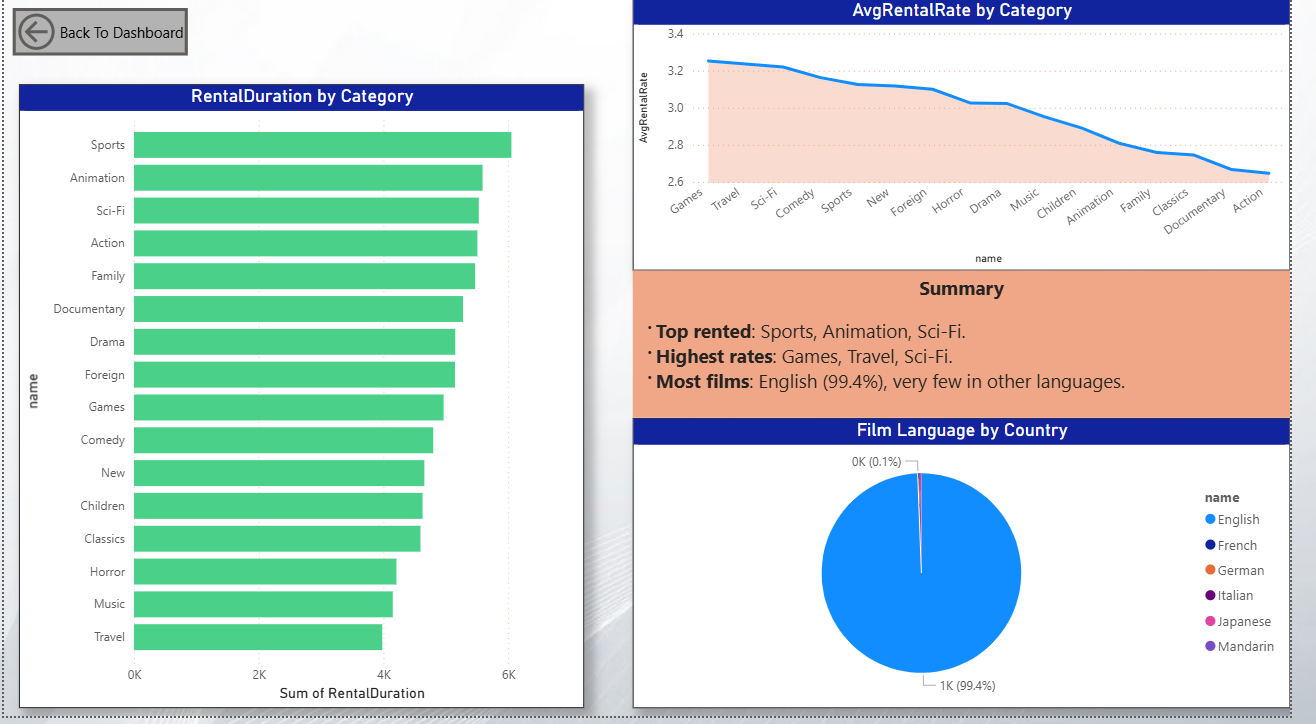 Back To Dashboard
RentalDuration by Category
name
Sports
Animation
Sci-Fi
Action
Family
Documentary
Drama
Foreign
Games
Comedy
New
Children
Classics
Horror
Music
Travel
0K 2K 4K 6K
Sum of RentalDuration
AvgRentalRate by Category
AvgRentalRate
3.4
3.2
3.0
2.8
2.6
Games Travel Sci-Fi Comedy Sports New Foreign Horror Drama Music Children Animation Family Classics Documentary Action
name
Summary
· Top rented: Sports, Animation, Sci-Fi.
· Highest rates: Games, Travel, Sci-Fi.
· Most films: English (99.4%), very few in other languages.
Film Language by Country
0K (0.1%)
1K (99.4%)
name
English
French
German
Italian
Japanese
Mandarin